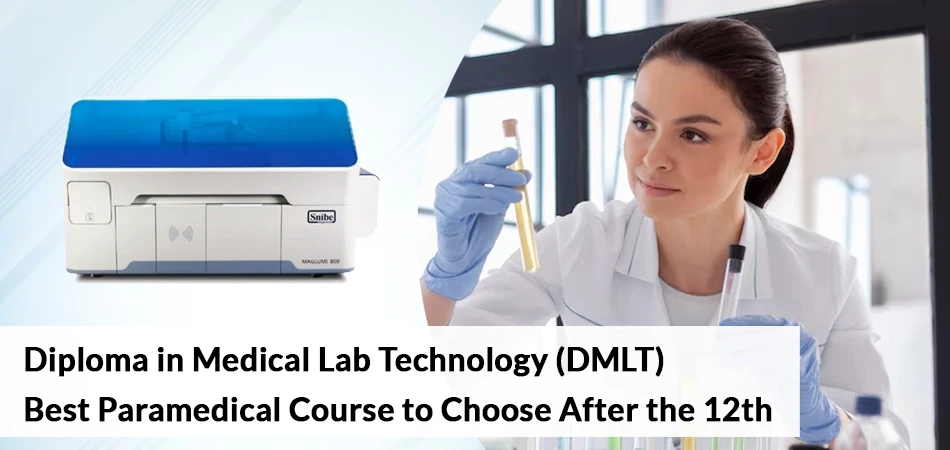 Snibe
MAGLUMI 800
Diploma in Medical Lab Technology (DMLT)
Best Paramedical Course to Choose After the 12th